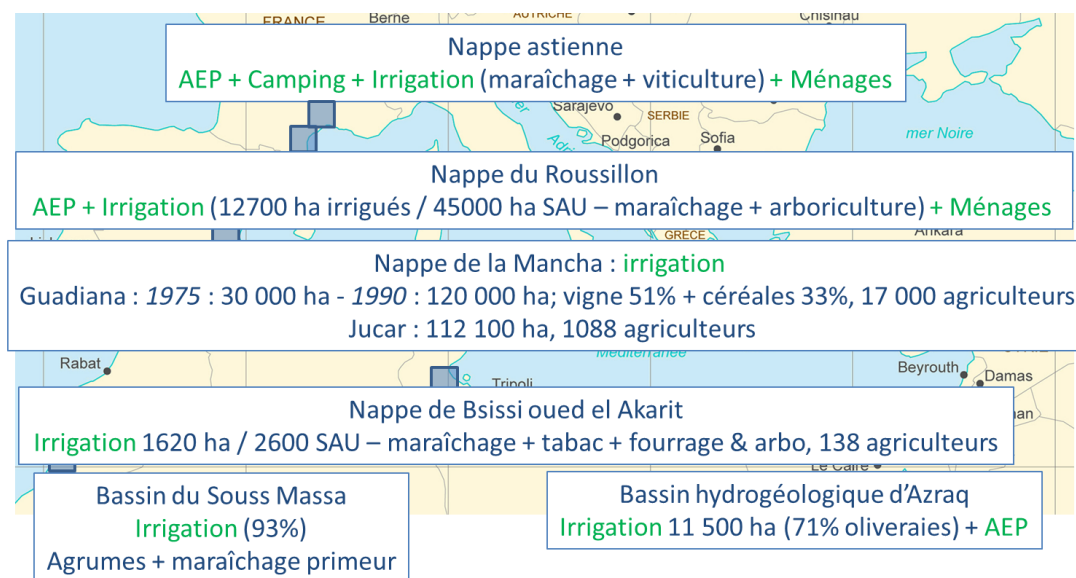 FRANCE
Berne
AUTRICHE
Chisinau
Nappe astienne
AEP + Camping + Irrigation (maraîchage + viticulture) + Ménages
Sarajevo
SERBIE
Podgorica
Sofia
mer Noire
Nappe du Roussillon
AEP + Irrigation (12700 ha irrigués / 45000 ha SAU – maraîchage + arboriculture) + Ménages
GRECE
Ankara
Nappe de la Mancha : irrigation
Guadiana : 1975 : 30 000 ha - 1990 : 120 000 ha; vigne 51% + céréales 33%, 17 000 agriculteurs
Jucar : 112 100 ha, 1088 agriculteurs
Méditerranée
Rabat
Tripoli
Beyrouth
Damas
Nappe de Bsissi oued el Akarit
Irrigation 1620 ha / 2600 SAU – maraîchage + tabac + fourrage & arbo, 138 agriculteurs
Le Caire
Bassin du Souss Massa
Irrigation (93%)
Agrumes + maraîchage primeur
Bassin hydrogéologique d’Azraq
Irrigation 11 500 ha (71% oliveraies) + AEP